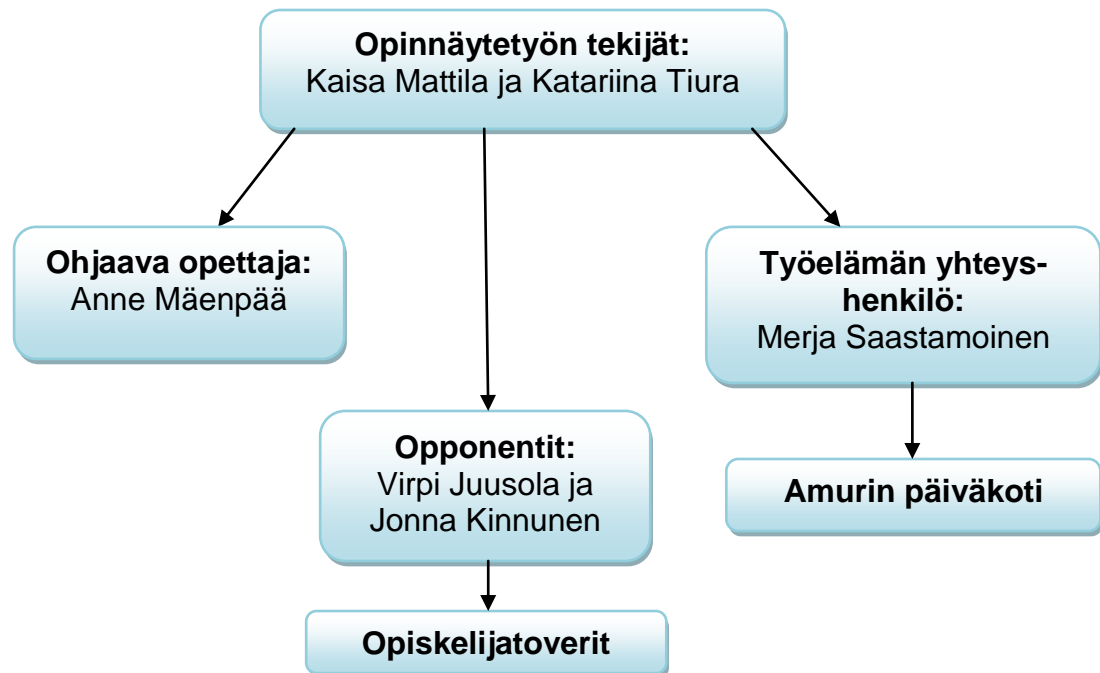 Opinnäytetyön tekijät:
Kaisa Mattila ja Katariina Tiura
Ohjaava opettaja:
Anne Mäenpää
Työelämän yhteys-
henkilö:
Merja Saastamoinen
Opponentit:
Virpi Juusola ja
Jonna Kinnunen
Amurin päiväkoti
Opiskelijatoverit